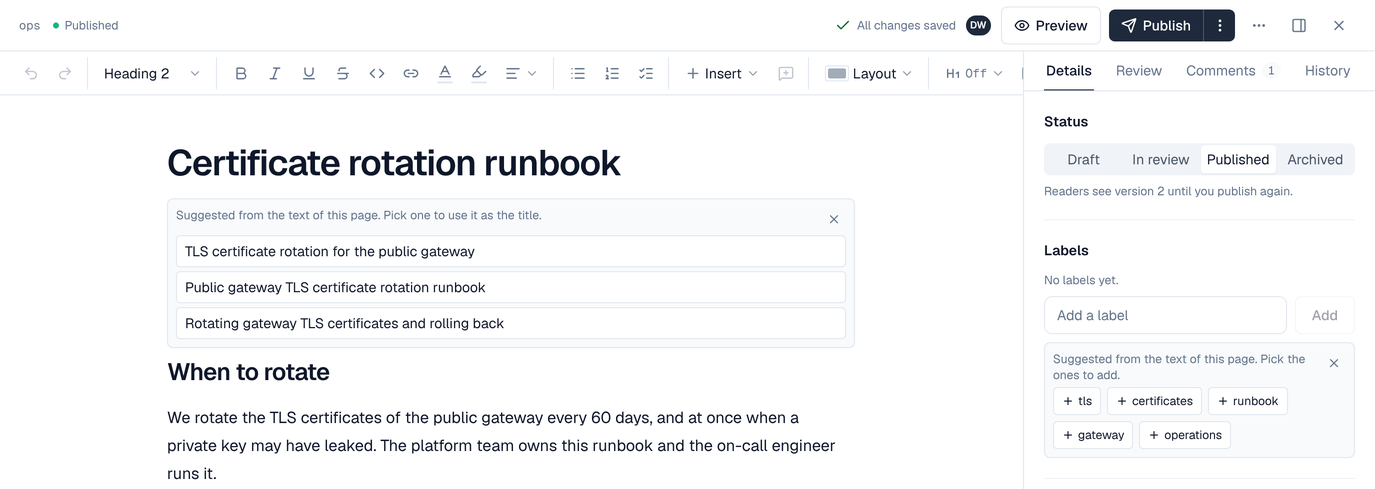 ops
Published
All changes saved
DW
Preview
Publish
Heading 2
Insert
Layout
H1 Off
Details
Review
Comments 1
History
Certificate rotation runbook
Suggested from the text of this page. Pick one to use it as the title.
TLS certificate rotation for the public gateway
Public gateway TLS certificate rotation runbook
Rotating gateway TLS certificates and rolling back
When to rotate
We rotate the TLS certificates of the public gateway every 60 days, and at once when a
private key may have leaked. The platform team owns this runbook and the on-call engineer
runs it.
Status
Draft
In review
Published
Archived
Readers see version 2 until you publish again.
Labels
No labels yet.
Add a label
Add
Suggested from the text of this page. Pick the
ones to add.
+ tls
+ certificates
+ runbook
+ gateway
+ operations